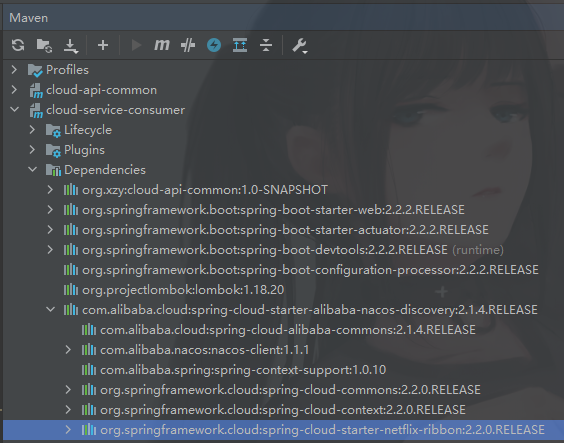 Maven
Profiles
cloud-api-common
cloud-service-consumer
Lifecycle
Plugins
Dependencies
org.xzy:cloud-api-common:1.0-SNAPSHOT
org.springframework.boot:spring-boot-starter-web:2.2.2.RELEASE
org.springframework.boot:spring-boot-starter-actuator:2.2.2.RELEASE
org.springframework.boot:spring-boot-devtools:2.2.2.RELEASE (runtime)
org.springframework.boot:spring-boot-configuration-processor:2.2.2.RELEASE
org.projectlombok:lombok:1.18.20
com.alibaba.cloud:spring-cloud-starter-alibaba-nacos-discovery:2.1.4.RELEASE
com.alibaba.cloud:spring-cloud-alibaba-commons:2.1.4.RELEASE
com.alibaba.nacos:nacos-client:1.1.1
com.alibaba.spring:spring-context-support:1.0.10
org.springframework.cloud:spring-cloud-commons:2.2.0.RELEASE
org.springframework.cloud:spring-cloud-context:2.2.0.RELEASE
org.springframework.cloud:spring-cloud-starter-netflix-ribbon:2.2.0.RELEASE